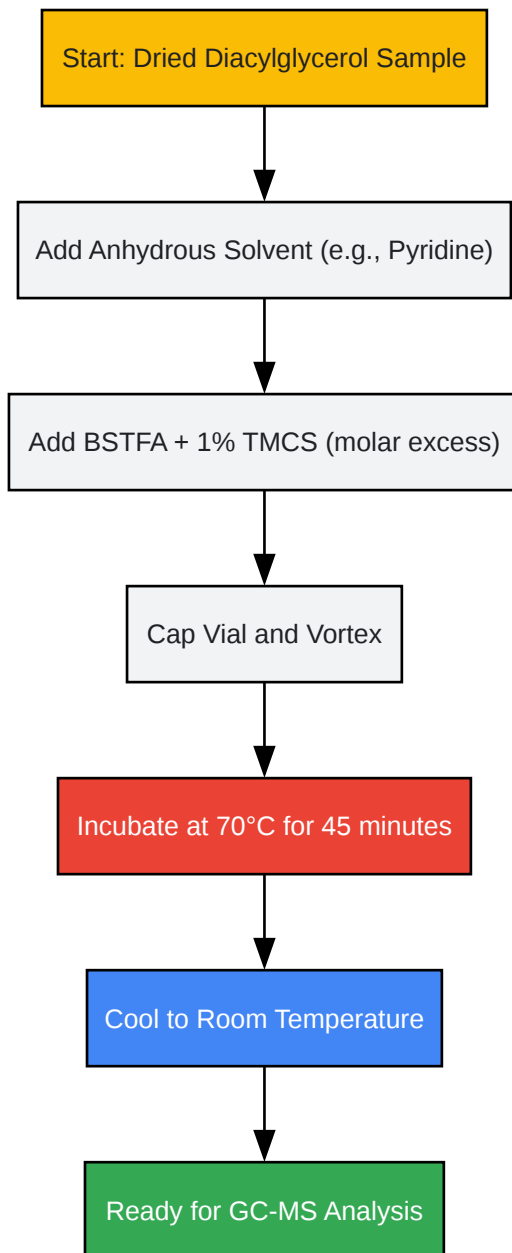 Start: Dried Diacylglycerol Sample
Add Anhydrous Solvent (e.g., Pyridine)
Add BSTFA + 1% TMCS (molar excess)
Cap Vial and Vortex
Incubate at 70°C for 45 minutes
Cool to Room Temperature
Ready for GC-MS Analysis